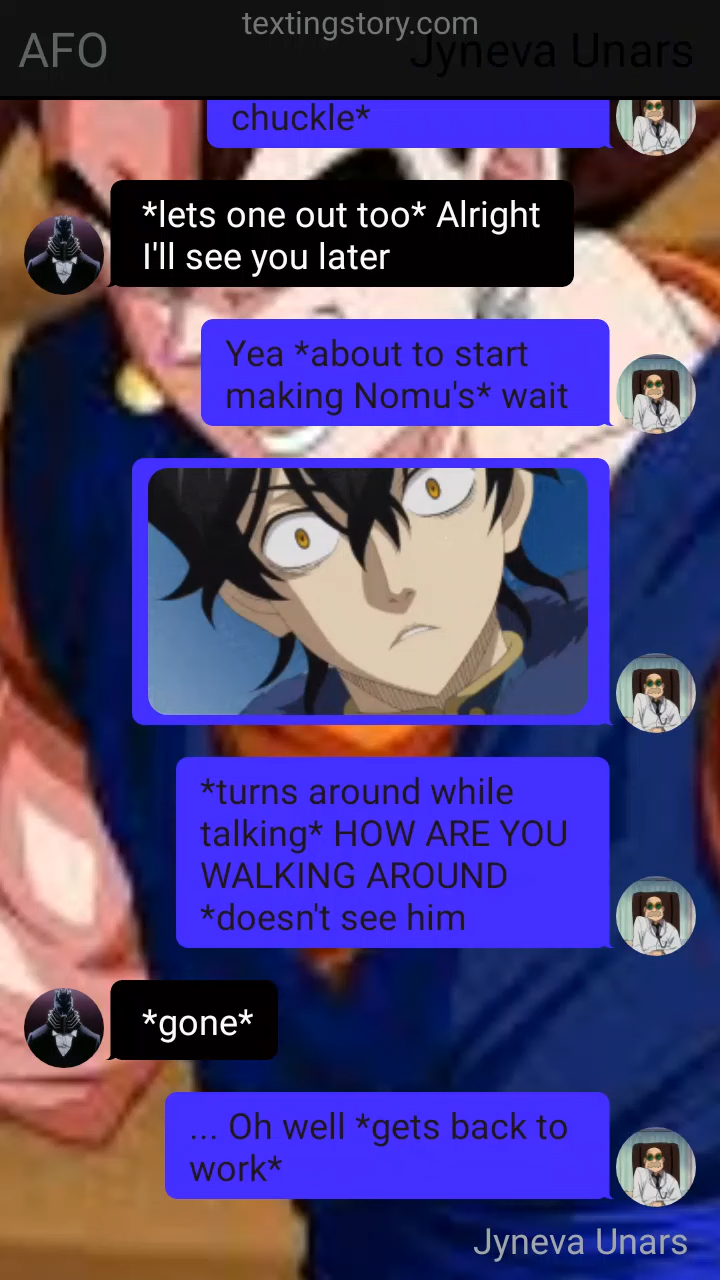 textingstory.com
AFO
Jyneva Unars
chuckle*
*lets one out too* Alright
I'll see you later
Yea *about to start
making Nomu's* wait
*turns around while
talking* HOW ARE YOU
WALKING AROUND
*doesn't see him
*gone*
... Oh well *gets back to
work*
Jyneva Unars